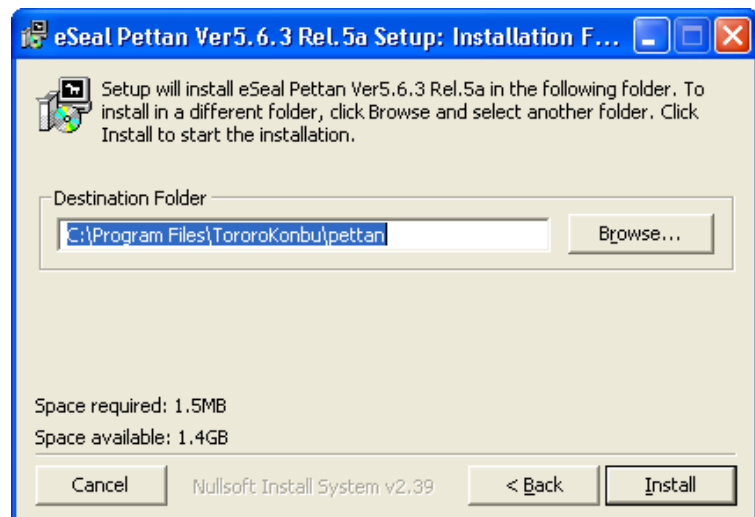 eSeal Pettan Ver5.6.3 Rel.5a Setup: Installation F...
Setup will install eSeal Pettan Ver5.6.3 Rel.5a in the following folder. To
install in a different folder, click Browse and select another folder. Click
Install to start the installation.
Destination Folder
C:\Program Files\TororoKonbu\pettan
Browse...
Space required: 1.5MB
Space available: 1.4GB
Cancel
Nullsoft Install System v2.39
< Back
Install